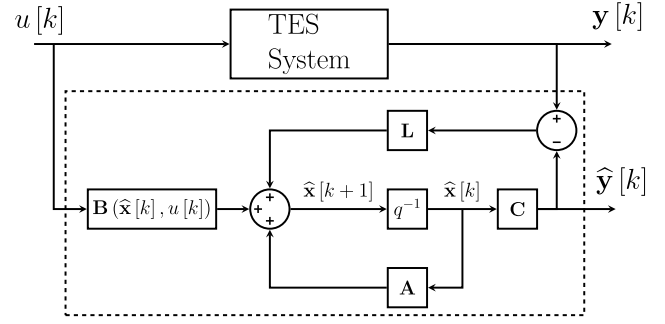 u [k]
TES
System
y [k]
L
+
−
x̂ [k + 1]
x̂ [k]
ŷ [k]
B (x̂ [k] , u [k])
+
+
+
q⁻¹
C
A